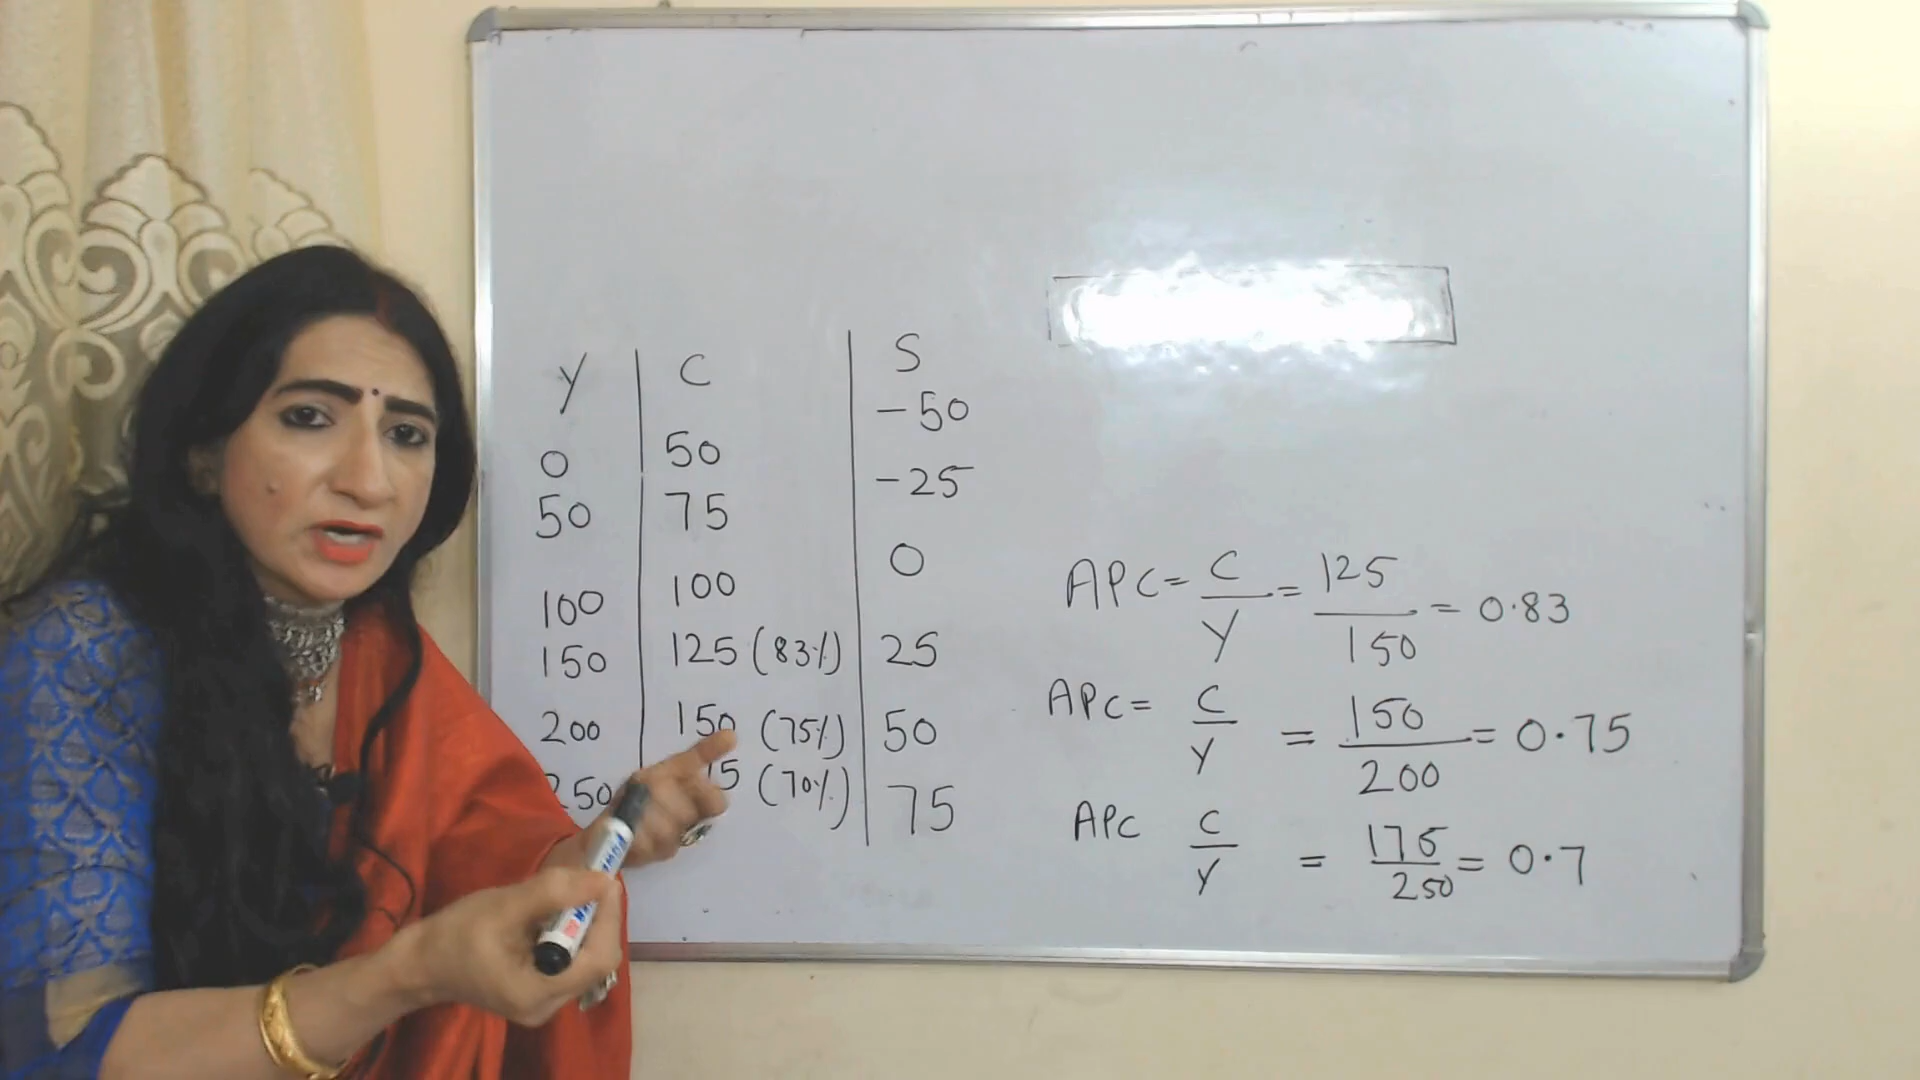 Y C S
-50
0 50
-25
50 75
0
100 100
150 125 (83%) 25
200 150 (75%) 50
250 (70%) 75
APC = C/Y = 125/150 = 0.83
APC = C/Y = 150/200 = 0.75
APC C/Y = 175/250 = 0.7